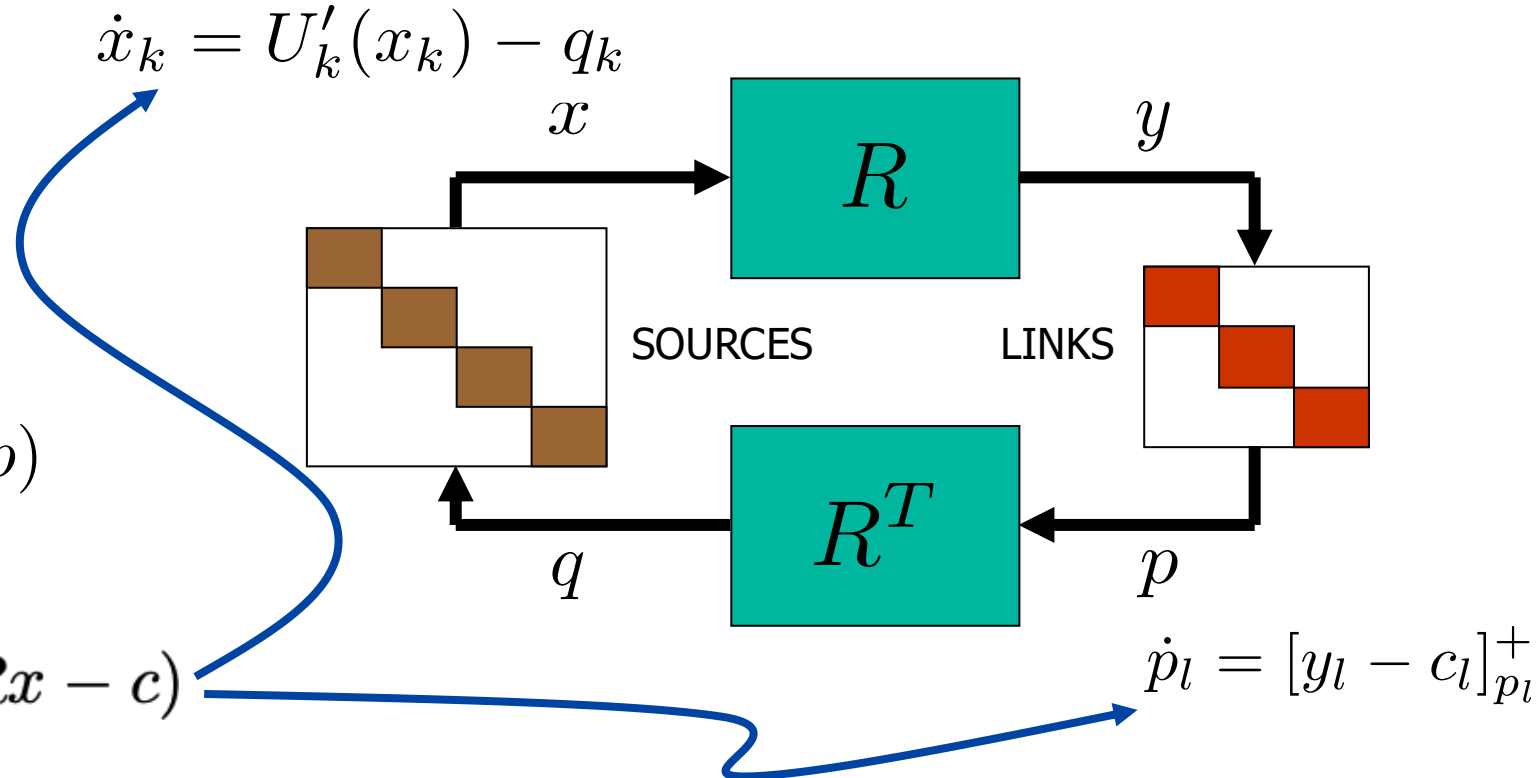 ẋ_k = U′_k(x_k) − q_k
x
y
R
SOURCES
LINKS
p)
R^T
q
p
x − c)
ṗ_l = [y_l − c_l]^+_{p_l}